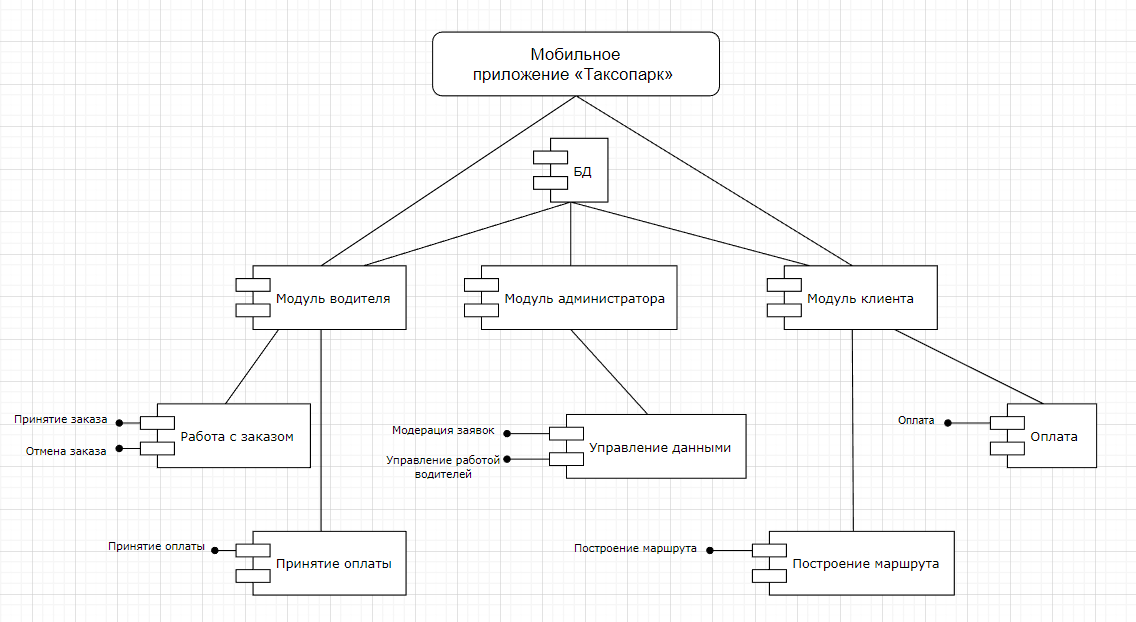 Мобильное
приложение «Таксопарк»
БД
Модуль водителя
Модуль администратора
Модуль клиента
Принятие заказа
Отмена заказа
Работа с заказом
Модерация заявок
Управление работой
водителей
Управление данными
Оплата
Оплата
Принятие оплаты
Принятие оплаты
Построение маршрута
Построение маршрута